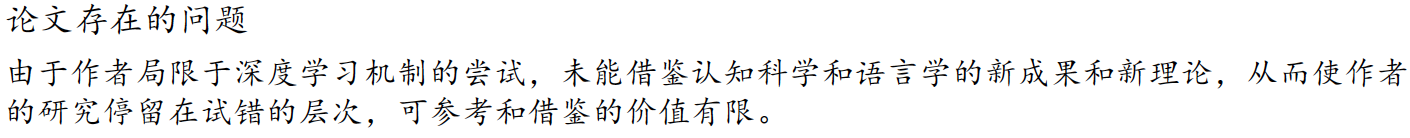 论文存在的问题
由于作者局限于深度学习机制的尝试，未能借鉴认知科学和语言学的新成果和新理论，从而使作者
的研究停留在试错的层次，可参考和借鉴的价值有限。